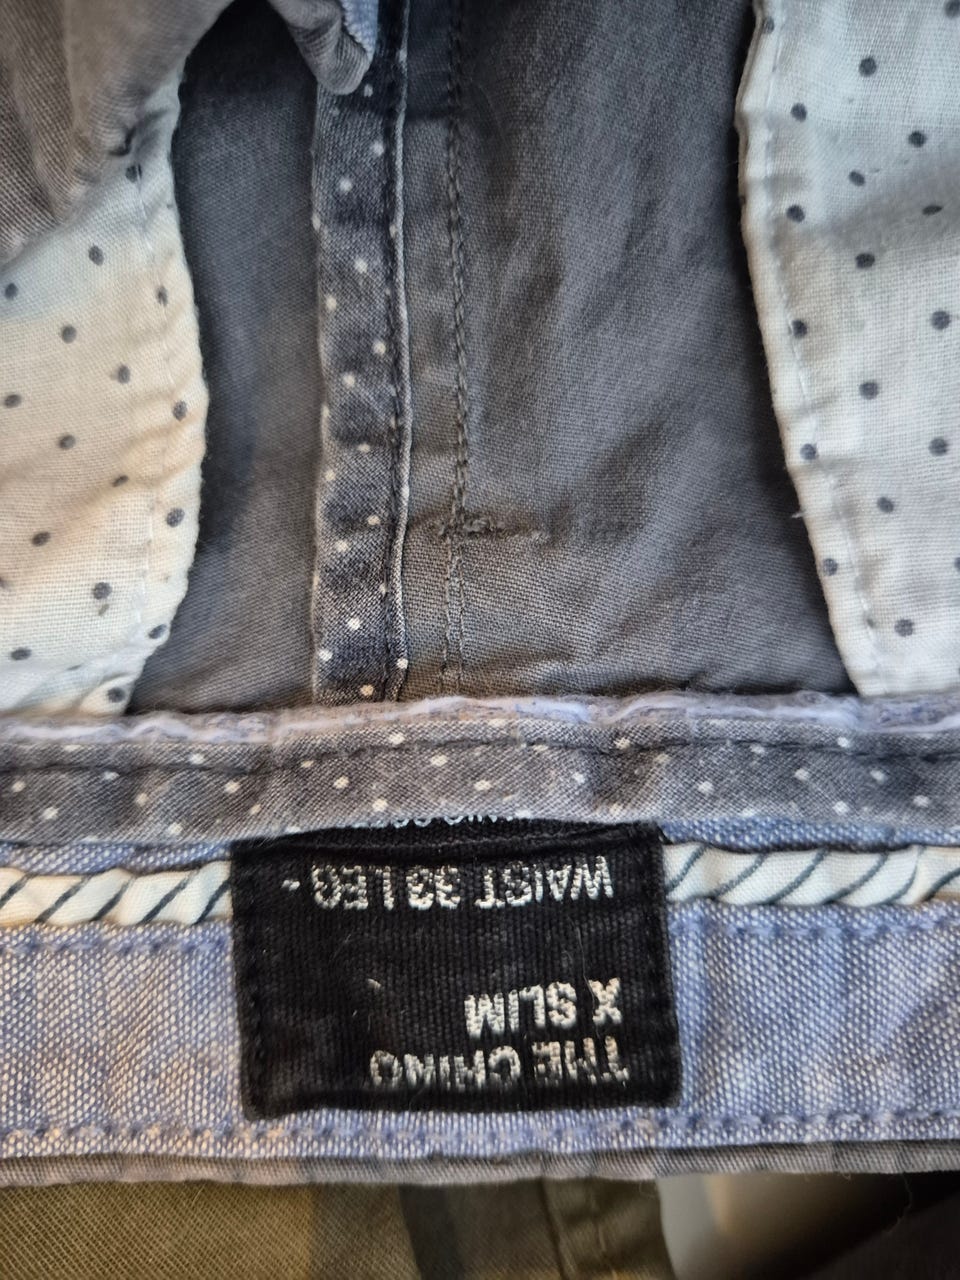 THE CHINO
X SLIM
WAIST 33 LEG -